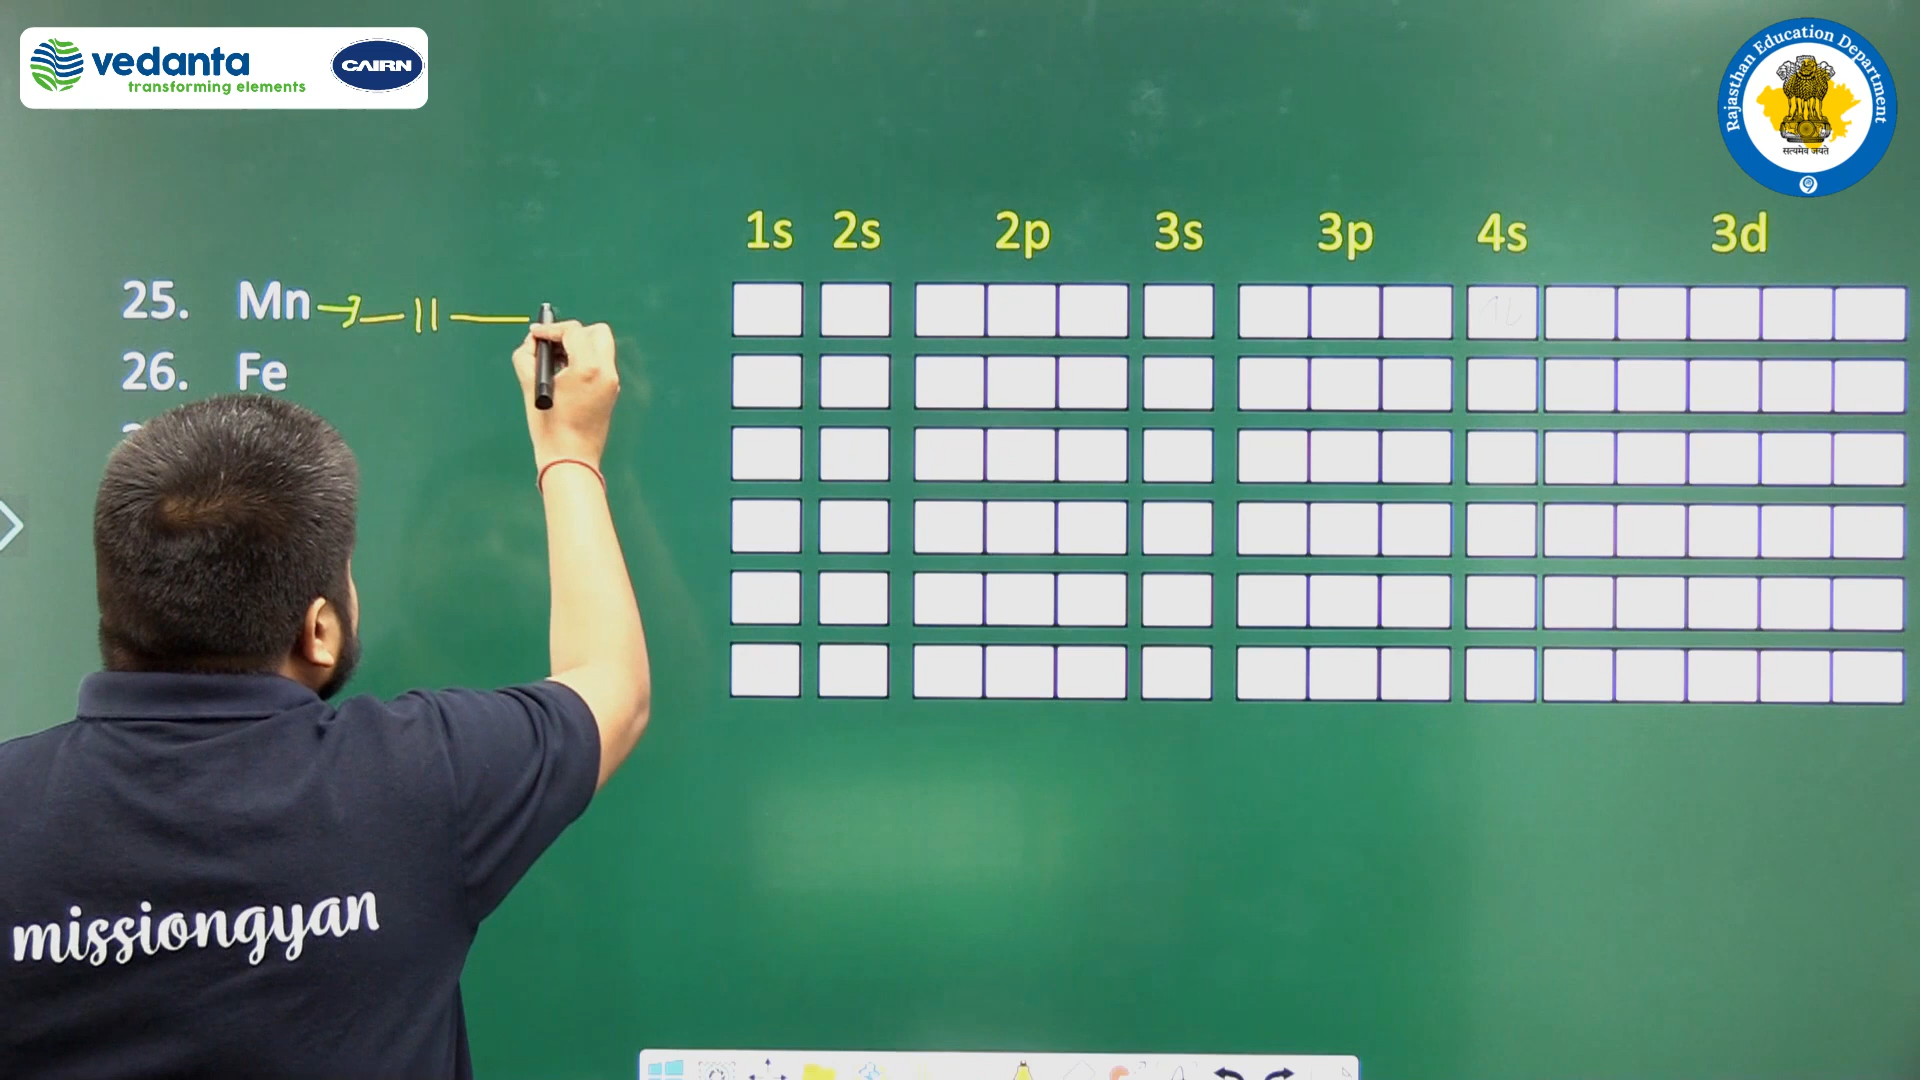 vedanta
transforming elements
CAIRN
Rajasthan Education Department
सत्यमेव जयते
1s 2s 2p 3s 3p 4s 3d
25. Mn
26. Fe
missiongyan